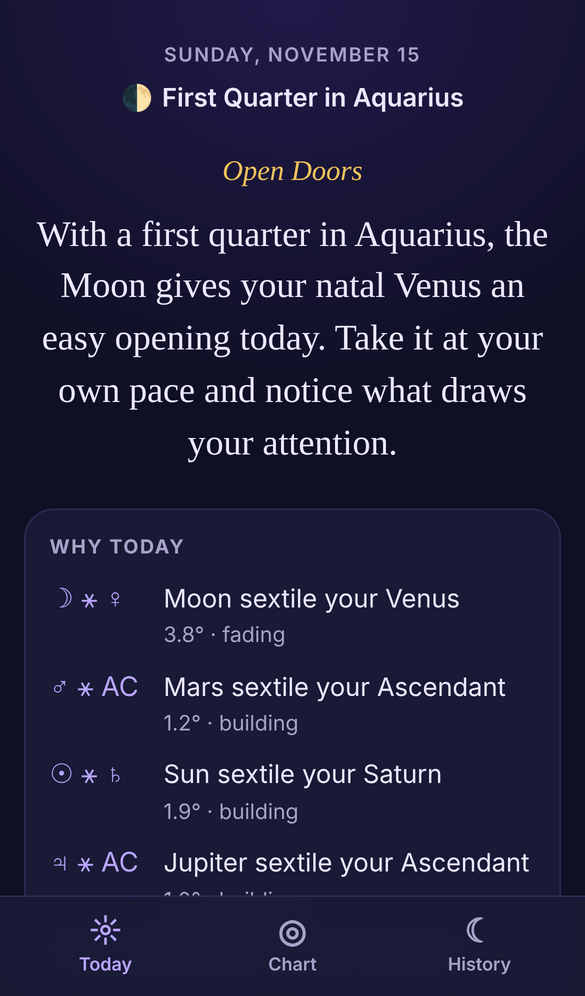 SUNDAY, NOVEMBER 15
🌓 First Quarter in Aquarius
Open Doors
With a first quarter in Aquarius, the
Moon gives your natal Venus an
easy opening today. Take it at your
own pace and notice what draws
your attention.
WHY TODAY
☽ ⚹ ♀ Moon sextile your Venus
3.8° · fading
♂ ⚹ AC Mars sextile your Ascendant
1.2° · building
☉ ⚹ ♄ Sun sextile your Saturn
1.9° · building
♃ ⚹ AC Jupiter sextile your Ascendant
Today
Chart
History